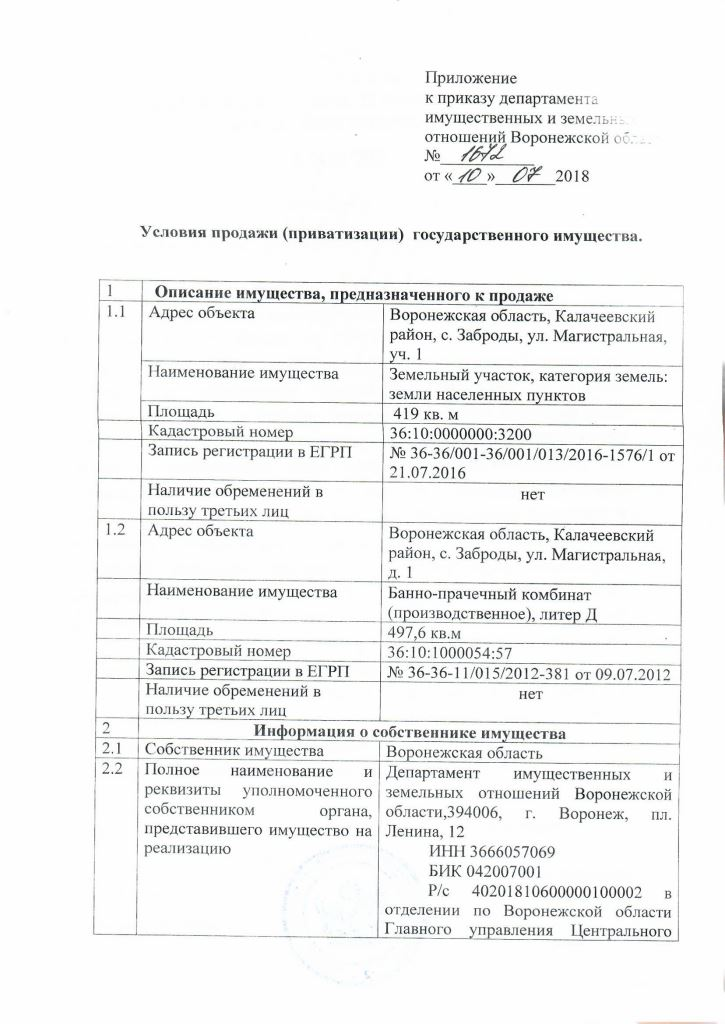 Приложение
к приказу департамента
имущественных и земельных
отношений Воронежской
№ 1672
от « 10 » 07 2018
Условия продажи (приватизации) государственного имущества.
1 Описание имущества, предназначенного к продаже
1.1 Адрес объекта Воронежская область, Калачеевский
район, с. Заброды, ул. Магистральная,
уч. 1
Наименование имущества Земельный участок, категория земель:
земли населенных пунктов
Площадь 419 кв. м
Кадастровый номер 36:10:0000000:3200
Запись регистрации в ЕГРП № 36-36/001-36/001/013/2016-1576/1 от
21.07.2016
Наличие обременений в нет
пользу третьих лиц
1.2 Адрес объекта Воронежская область, Калачеевский
район, с. Заброды, ул. Магистральная,
д. 1
Наименование имущества Банно-прачечный комбинат
(производственное), литер Д
Площадь 497,6 кв.м
Кадастровый номер 36:10:1000054:57
Запись регистрации в ЕГРП № 36-36-11/015/2012-381 от 09.07.2012
Наличие обременений в нет
пользу третьих лиц
2 Информация о собственнике имущества
2.1 Собственник имущества Воронежская область
2.2 Полное наименование и Департамент имущественных и
реквизиты уполномоченного земельных отношений Воронежской
собственником органа, области,394006, г. Воронеж, пл.
представившего имущество на Ленина, 12
реализацию ИНН 3666057069
БИК 042007001
Р/с 40201810600000100002 в
отделении по Воронежской области
Главного управления Центрального